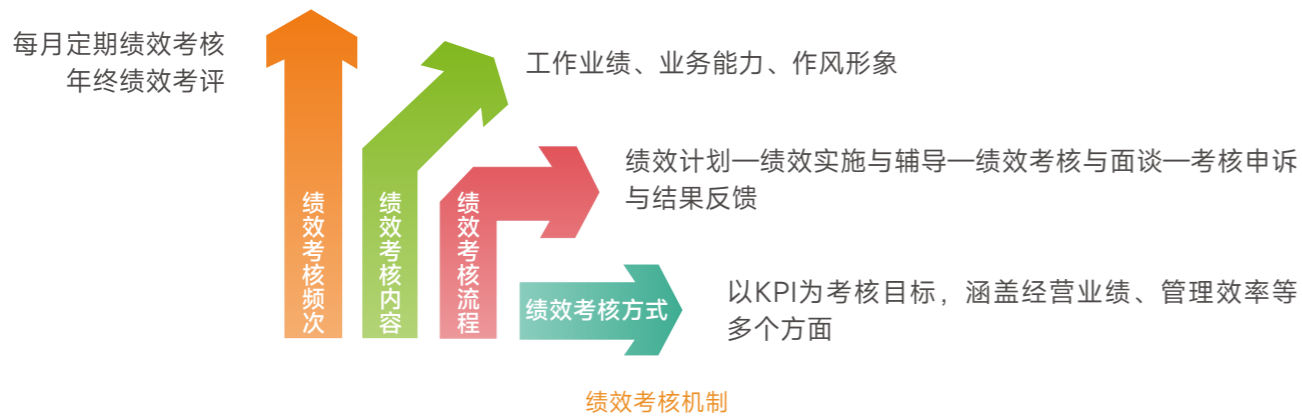 每月定期绩效考核
年终绩效考评
绩效考核频次
绩效考核内容
工作业绩、业务能力、作风形象
绩效考核流程
绩效计划—绩效实施与辅导—绩效考核与面谈—考核申诉
与结果反馈
绩效考核方式
以KPI为考核目标，涵盖经营业绩、管理效率等
多个方面
绩效考核机制